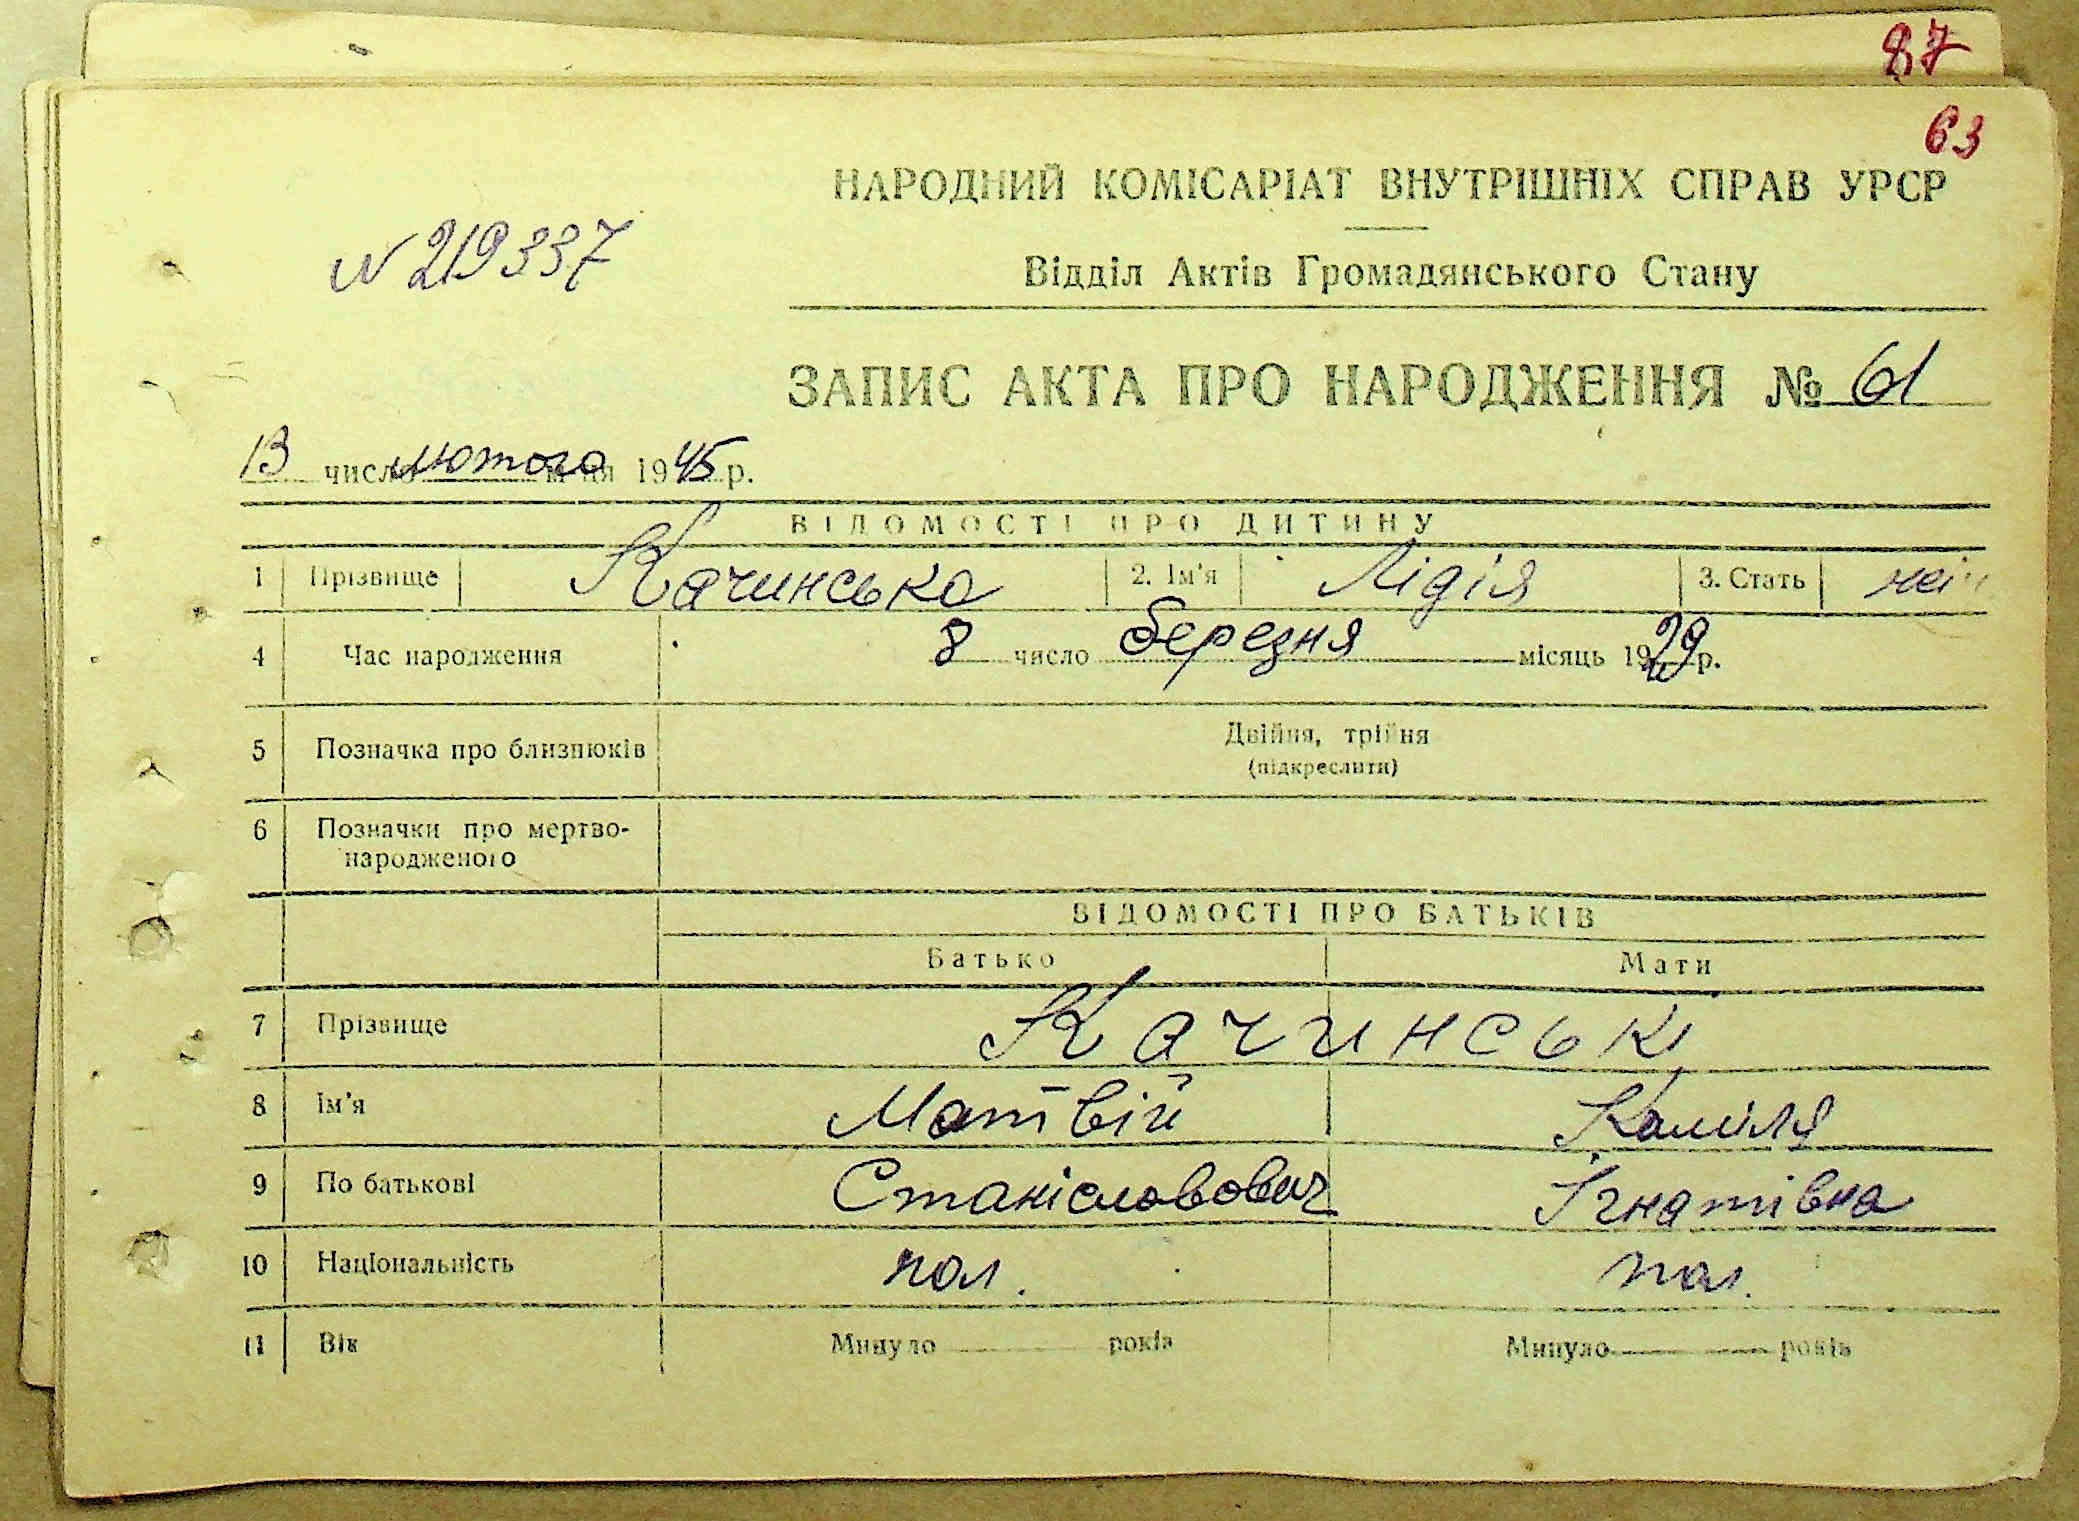 87
63
НАРОДНИЙ КОМІСАРІАТ ВНУТРІШНІХ СПРАВ УРСР
N 219337
Відділ Актів Громадянського Стану
ЗАПИС АКТА ПРО НАРОДЖЕННЯ № 61
13 число лютого м-ця 1945 р.
ВІДОМОСТІ ПРО ДИТИНУ
1 Прізвище Качинська 2. Ім'я Лідія 3. Стать
4 Час народження 8 число березня місяць 1929 р.
5 Позначка про близнюків Двійня, трійня
(підкреслити)
6 Позначки про мертво-
народженого
ВІДОМОСТІ ПРО БАТЬКІВ
Батько Мати
7 Прізвище Качинські
8 Ім'я Матвій Каміля
9 По батькові Станіславович Ігнатівна
10 Національність пол. пол.
11 Вік Минуло років Минуло років